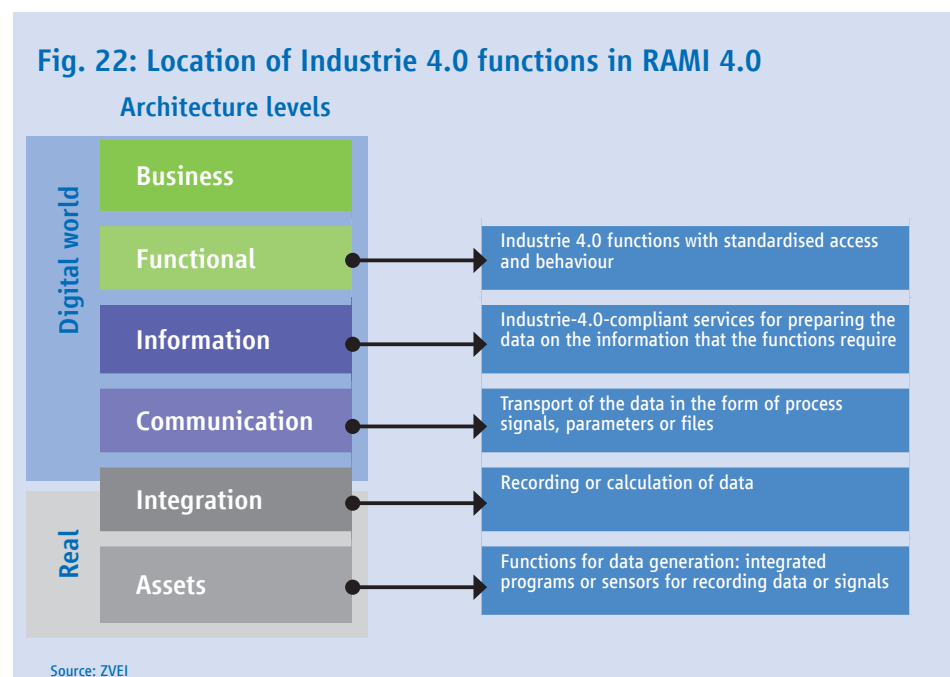 Fig. 22: Location of Industrie 4.0 functions in RAMI 4.0
Architecture levels
Digital world
Business
Functional
Industrie 4.0 functions with standardised access
and behaviour
Information
Industrie-4.0-compliant services for preparing the
data on the information that the functions require
Communication
Transport of the data in the form of process
signals, parameters or files
Real
Integration
Recording or calculation of data
Assets
Functions for data generation: integrated
programs or sensors for recording data or signals
Source: ZVEI